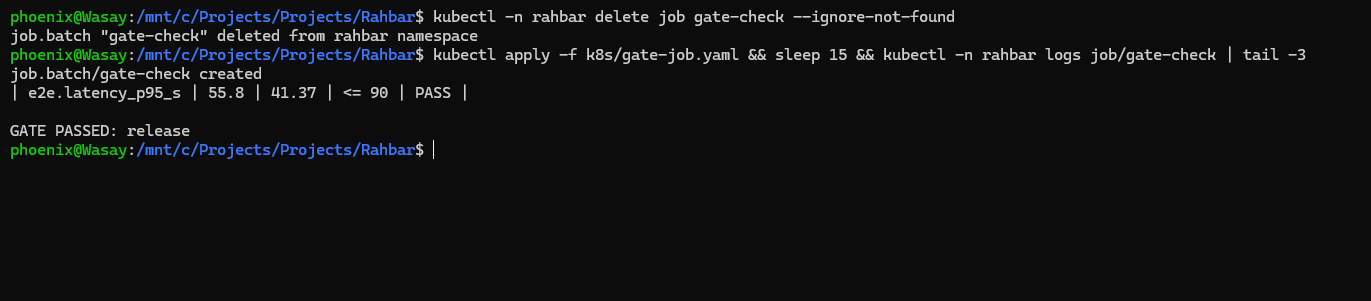 phoenix@Wasay:/mnt/c/Projects/Projects/Rahbar$ kubectl -n rahbar delete job gate-check --ignore-not-found
job.batch "gate-check" deleted from rahbar namespace
phoenix@Wasay:/mnt/c/Projects/Projects/Rahbar$ kubectl apply -f k8s/gate-job.yaml && sleep 15 && kubectl -n rahbar logs job/gate-check | tail -3
job.batch/gate-check created
| e2e.latency_p95_s | 55.8 | 41.37 | <= 90 | PASS |
GATE PASSED: release
phoenix@Wasay:/mnt/c/Projects/Projects/Rahbar$